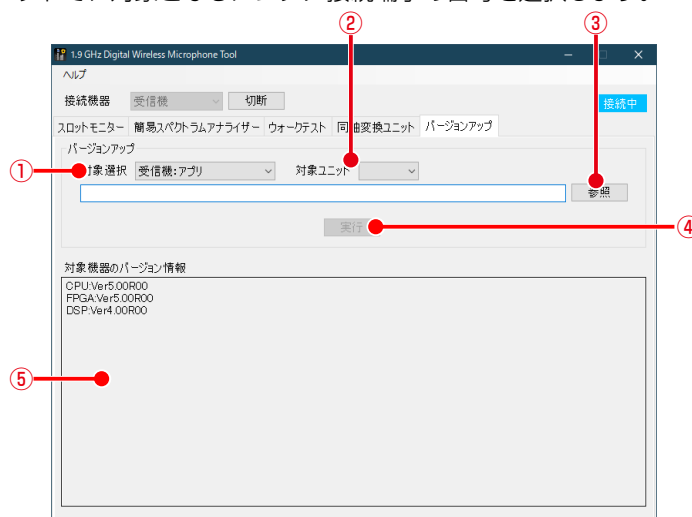 ② ③
1.9 GHz Digital Wireless Microphone Tool
ヘルプ
接続機器 受信機 切断 接続中
スロットモニター 簡易スペクトラムアナライザー ウォークテスト 同軸変換ユニット バージョンアップ
バージョンアップ
① 対象選択 受信機:アプリ 対象ユニット
参照
実行 ④
対象機器のバージョン情報
CPU:Ver5.00R00
FPGA:Ver5.00R00
DSP:Ver4.00R00
⑤